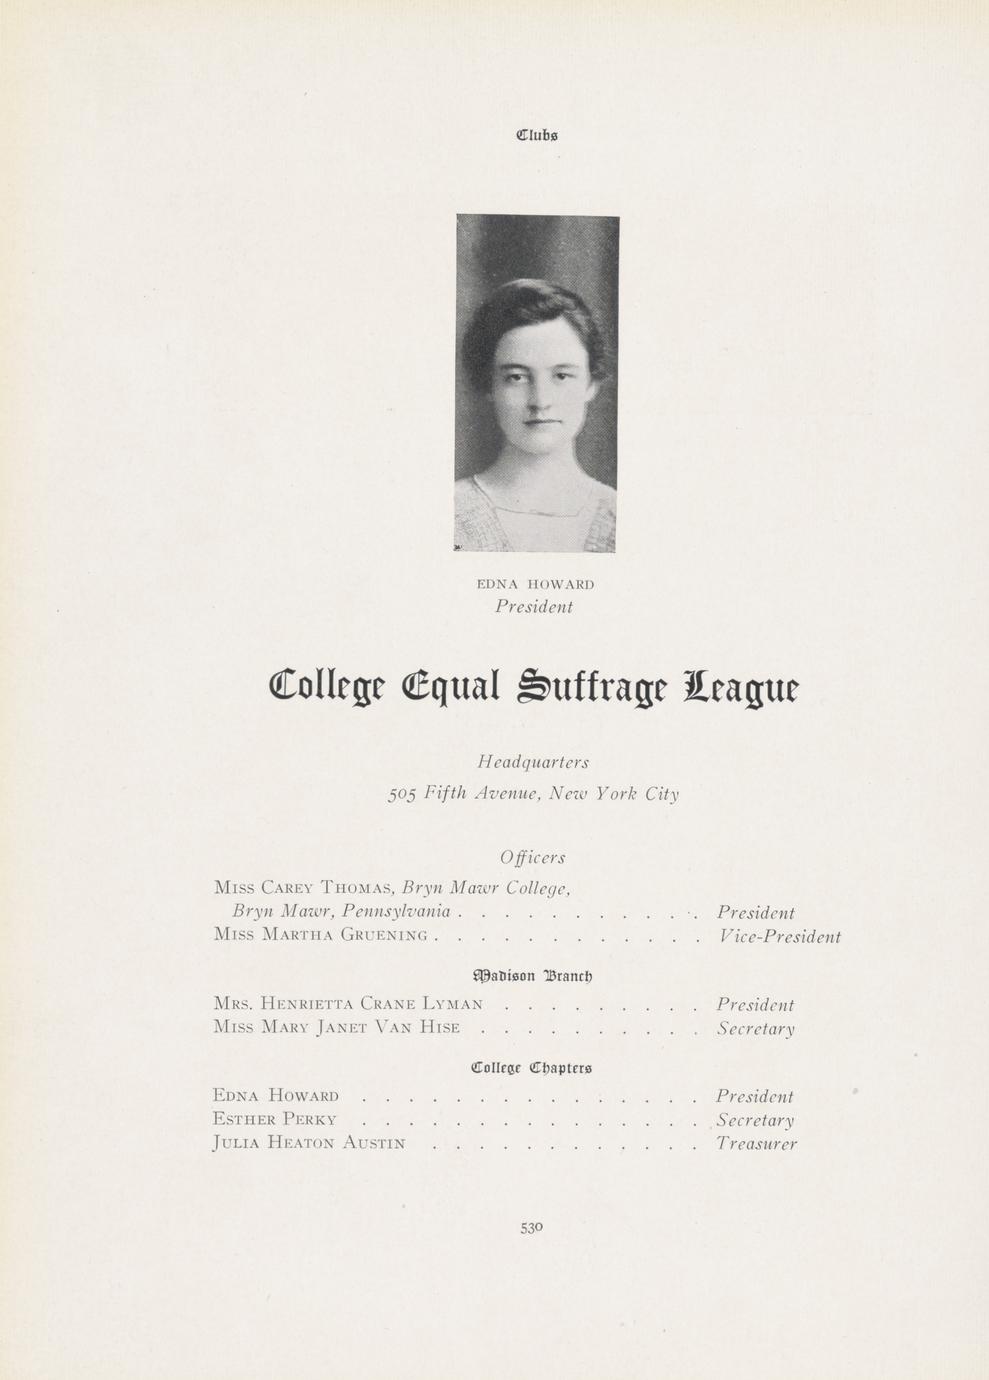 Clubs
EDNA HOWARD
President
College Equal Suffrage League
Headquarters
505 Fifth Avenue, New York City
Officers
MISS CAREY THOMAS, Bryn Mawr College,
Bryn Mawr, Pennsylvania . . . . . . . . . . . President
MISS MARTHA GRUENING . . . . . . . . . . . . Vice-President
Madison Branch
MRS. HENRIETTA CRANE LYMAN . . . . . . . . . President
MISS MARY JANET VAN HISE . . . . . . . . . . Secretary
College Chapters
EDNA HOWARD . . . . . . . . . . . . . . . President
ESTHER PERKY . . . . . . . . . . . . . . . Secretary
JULIA HEATON AUSTIN . . . . . . . . . . . . Treasurer
530